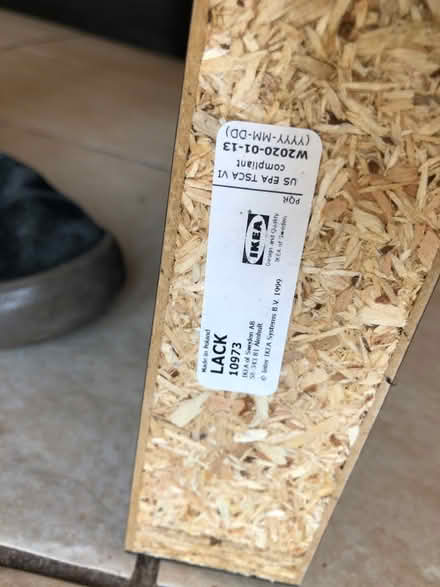 Made in Poland
LACK
10973
IKEA of Sweden AB
SE-343 81 Älmhult
© Inter IKEA Systems B.V. 1999
IKEA
Design and Quality
IKEA of Sweden
PQR
US EPA TSCA VI
compliant
W2020-01-13
(YYYY-MM-DD)